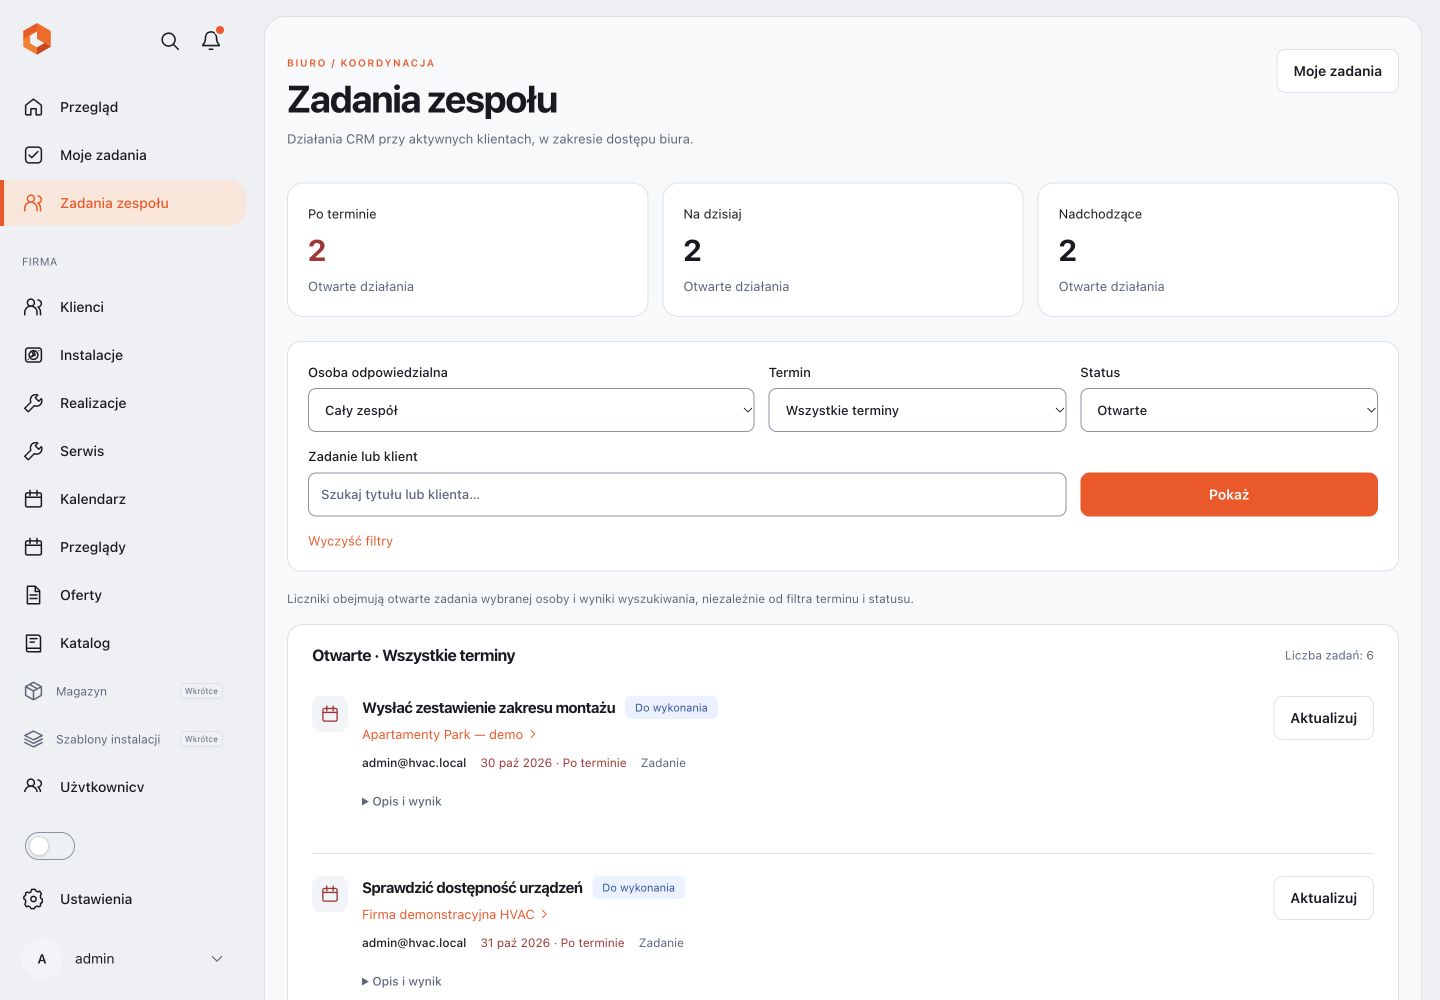 BIURO / KOORDYNACJA
Zadania zespołu
Działania CRM przy aktywnych klientach, w zakresie dostępu biura.
Moje zadania
Przegląd
Moje zadania
Zadania zespołu
FIRMA
Klienci
Instalacje
Realizacje
Serwis
Kalendarz
Przeglądy
Oferty
Katalog
Magazyn Wkrótce
Szablony instalacji Wkrótce
Użytkownicy
Ustawienia
A admin
Po terminie
2
Otwarte działania
Na dzisiaj
2
Otwarte działania
Nadchodzące
2
Otwarte działania
Osoba odpowiedzialna
Cały zespół
Termin
Wszystkie terminy
Status
Otwarte
Zadanie lub klient
Szukaj tytułu lub klienta...
Pokaż
Wyczyść filtry
Liczniki obejmują otwarte zadania wybranej osoby i wyniki wyszukiwania, niezależnie od filtra terminu i statusu.
Otwarte · Wszystkie terminy
Liczba zadań: 6
Wysłać zestawienie zakresu montażu Do wykonania
Apartamenty Park — demo
admin@hvac.local 30 paź 2026 · Po terminie Zadanie
Opis i wynik
Aktualizuj
Sprawdzić dostępność urządzeń Do wykonania
Firma demonstracyjna HVAC
admin@hvac.local 31 paź 2026 · Po terminie Zadanie
Opis i wynik
Aktualizuj